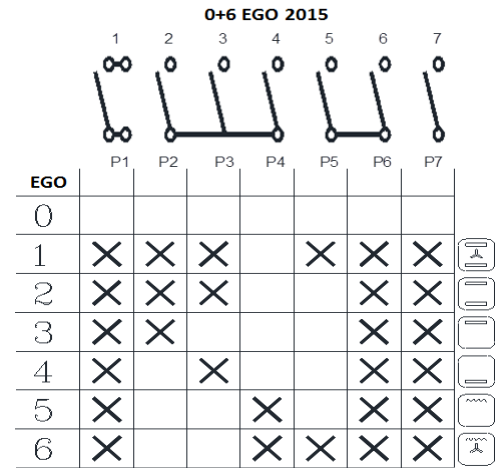 0+6 EGO 2015
1 2 3 4 5 6 7
P1 P2 P3 P4 P5 P6 P7
EGO
0
1 X X X X X X
2 X X X X X
3 X X X X
4 X X X X
5 X X X X
6 X X X X X